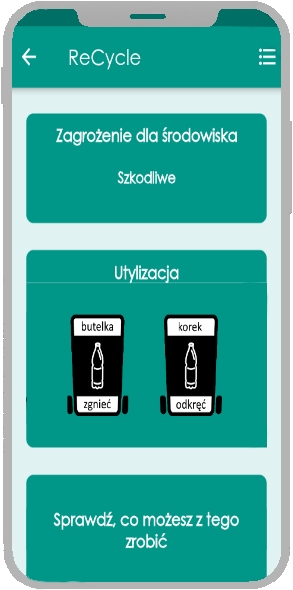 ReCycle
Zagrożenie dla środowiska
Szkodliwe
Utylizacja
butelka
zgnieć
korek
odkręć
Sprawdź, co możesz z tego
zrobić